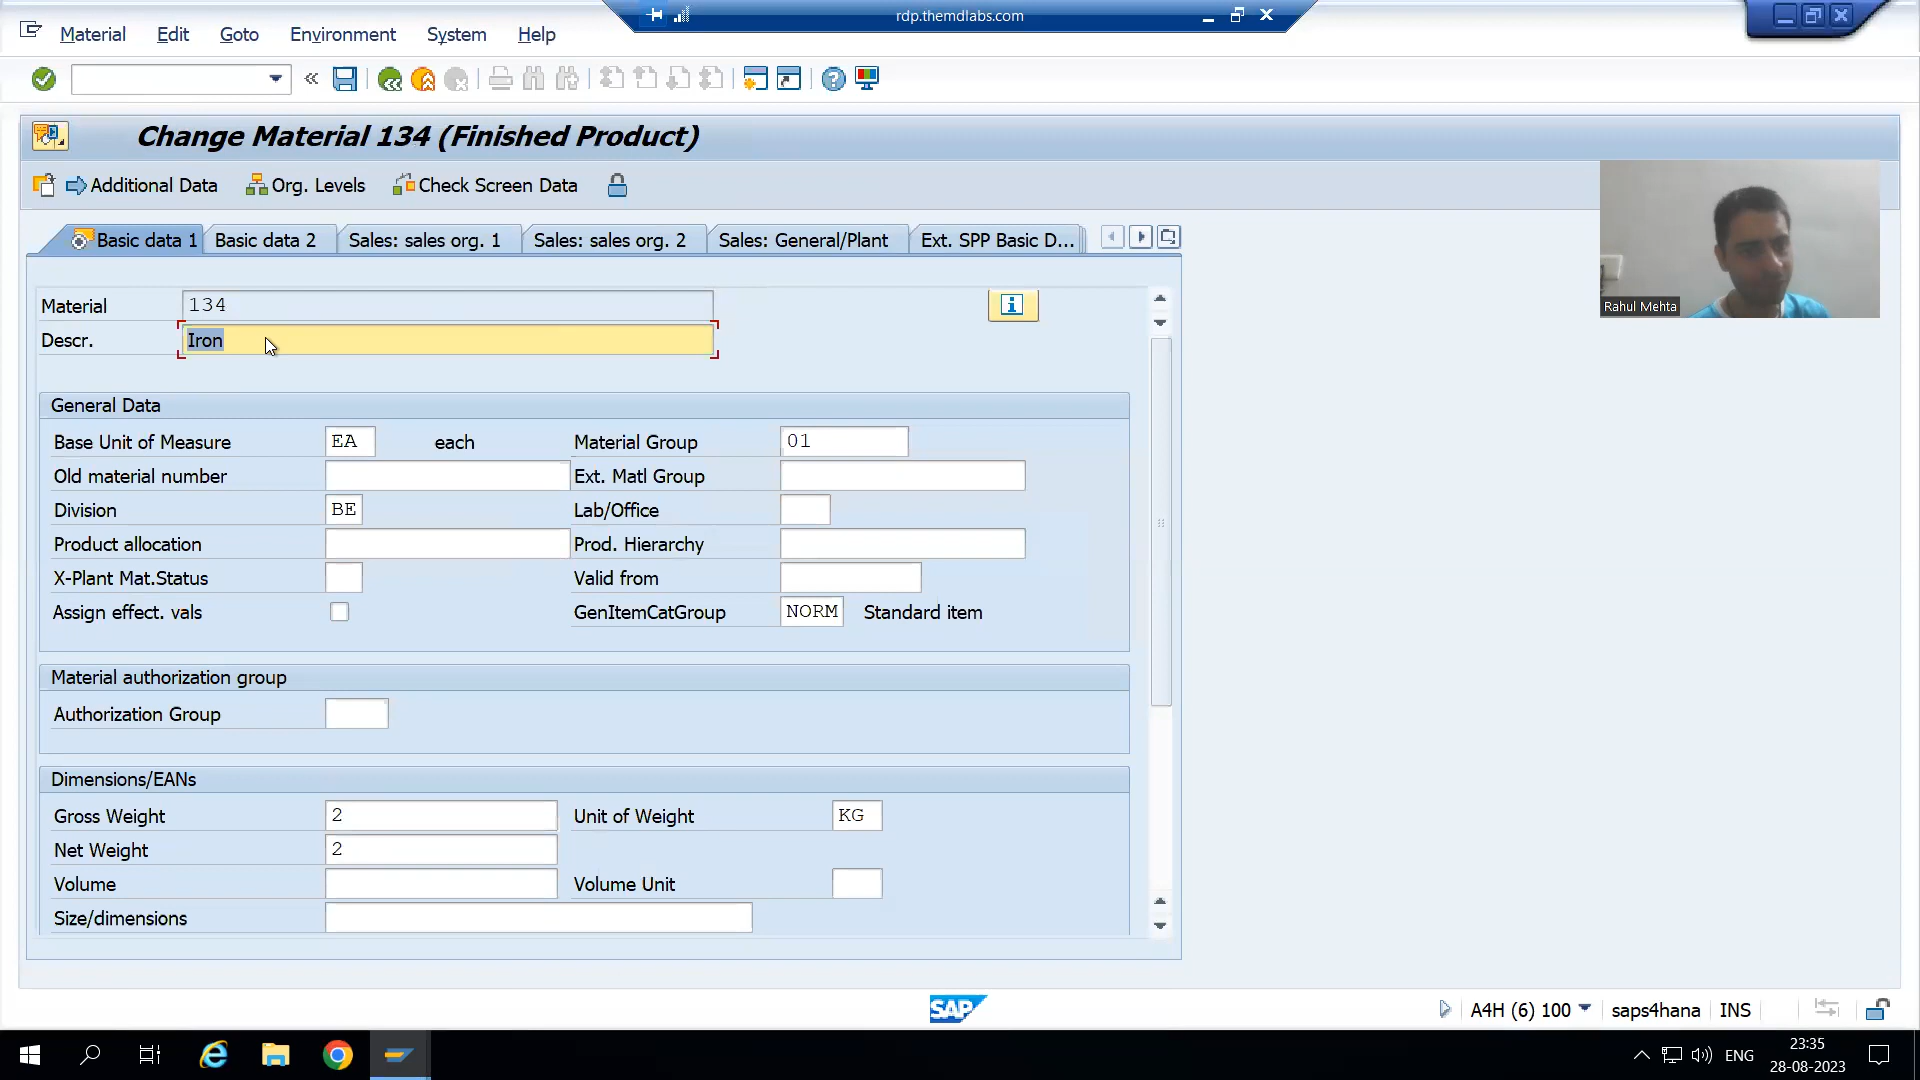 rdp.themdlabs.com
Material Edit Goto Environment System Help
Change Material 134 (Finished Product)
Additional Data Org. Levels Check Screen Data
Basic data 1 Basic data 2 Sales: sales org. 1 Sales: sales org. 2 Sales: General/Plant Ext. SPP Basic D...
Rahul Mehta
Material 134
Descr. Iron
General Data
Base Unit of Measure EA each Material Group 01
Old material number Ext. Matl Group
Division BE Lab/Office
Product allocation Prod. Hierarchy
X-Plant Mat.Status Valid from
Assign effect. vals GenItemCatGroup NORM Standard item
Material authorization group
Authorization Group
Dimensions/EANs
Gross Weight 2 Unit of Weight KG
Net Weight 2
Volume Volume Unit
Size/dimensions
SAP A4H (6) 100 saps4hana INS
ENG 23:35
28-08-2023